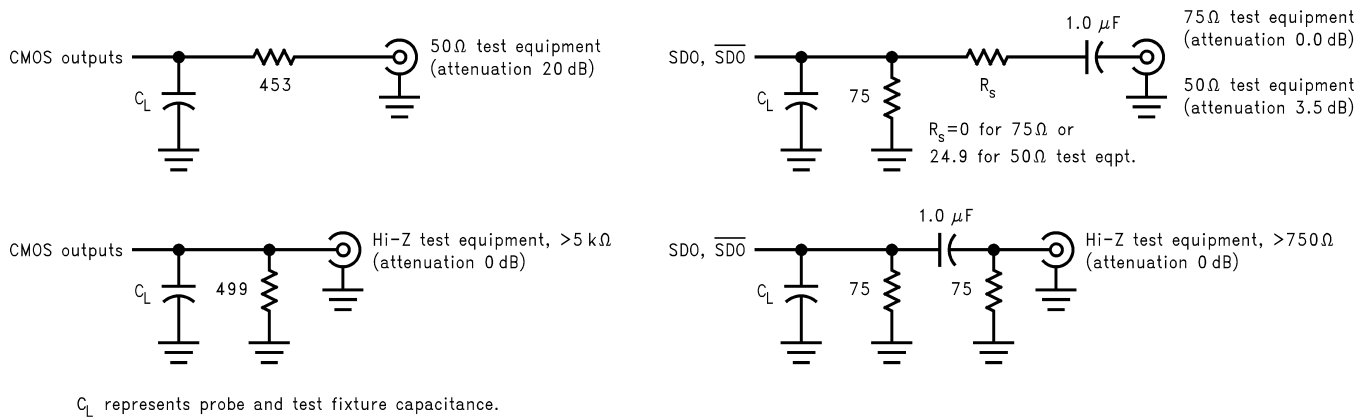 CMOS outputs
C_L
453
50Ω test equipment
(attenuation 20 dB)
SDO, S̅D̅O̅
C_L
75
R_s
1.0 μF
75Ω test equipment
(attenuation 0.0 dB)
50Ω test equipment
(attenuation 3.5 dB)
R_s=0 for 75Ω or
24.9 for 50Ω test eqpt.
CMOS outputs
C_L
499
Hi-Z test equipment, >5 kΩ
(attenuation 0 dB)
SDO, S̅D̅O̅
C_L
75
1.0 μF
75
Hi-Z test equipment, >750Ω
(attenuation 0 dB)
C_L represents probe and test fixture capacitance.